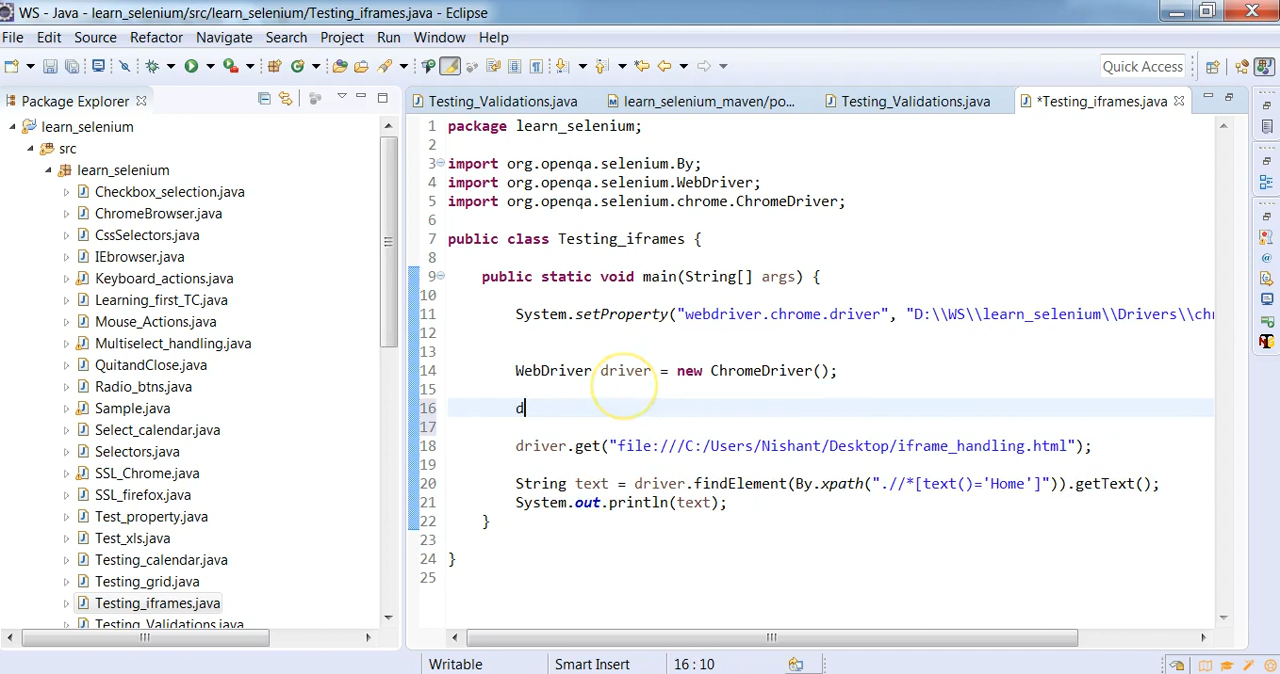 WS - Java - learn_selenium/src/learn_selenium/Testing_iframes.java - Eclipse
File Edit Source Refactor Navigate Search Project Run Window Help
Quick Access
Package Explorer
Testing_Validations.java learn_selenium_maven/po... Testing_Validations.java *Testing_iframes.java
learn_selenium
src
learn_selenium
Checkbox_selection.java
ChromeBrowser.java
CssSelectors.java
IEbrowser.java
Keyboard_actions.java
Learning_first_TC.java
Mouse_Actions.java
Multiselect_handling.java
QuitandClose.java
Radio_btns.java
Sample.java
Select_calendar.java
Selectors.java
SSL_Chrome.java
SSL_firefox.java
Test_property.java
Test_xls.java
Testing_calendar.java
Testing_grid.java
Testing_iframes.java
Testing_Validations.java
1 package learn_selenium;
2
3 import org.openqa.selenium.By;
4 import org.openqa.selenium.WebDriver;
5 import org.openqa.selenium.chrome.ChromeDriver;
6
7 public class Testing_iframes {
8
9 public static void main(String[] args) {
10
11 System.setProperty("webdriver.chrome.driver", "D:\\WS\\learn_selenium\\Drivers\\chr
12
13
14 WebDriver driver = new ChromeDriver();
15
16 d
17
18 driver.get("file:///C:/Users/Nishant/Desktop/iframe_handling.html");
19
20 String text = driver.findElement(By.xpath(".//*[text()='Home']")).getText();
21 System.out.println(text);
22 }
23
24 }
25
Writable Smart Insert 16 : 10